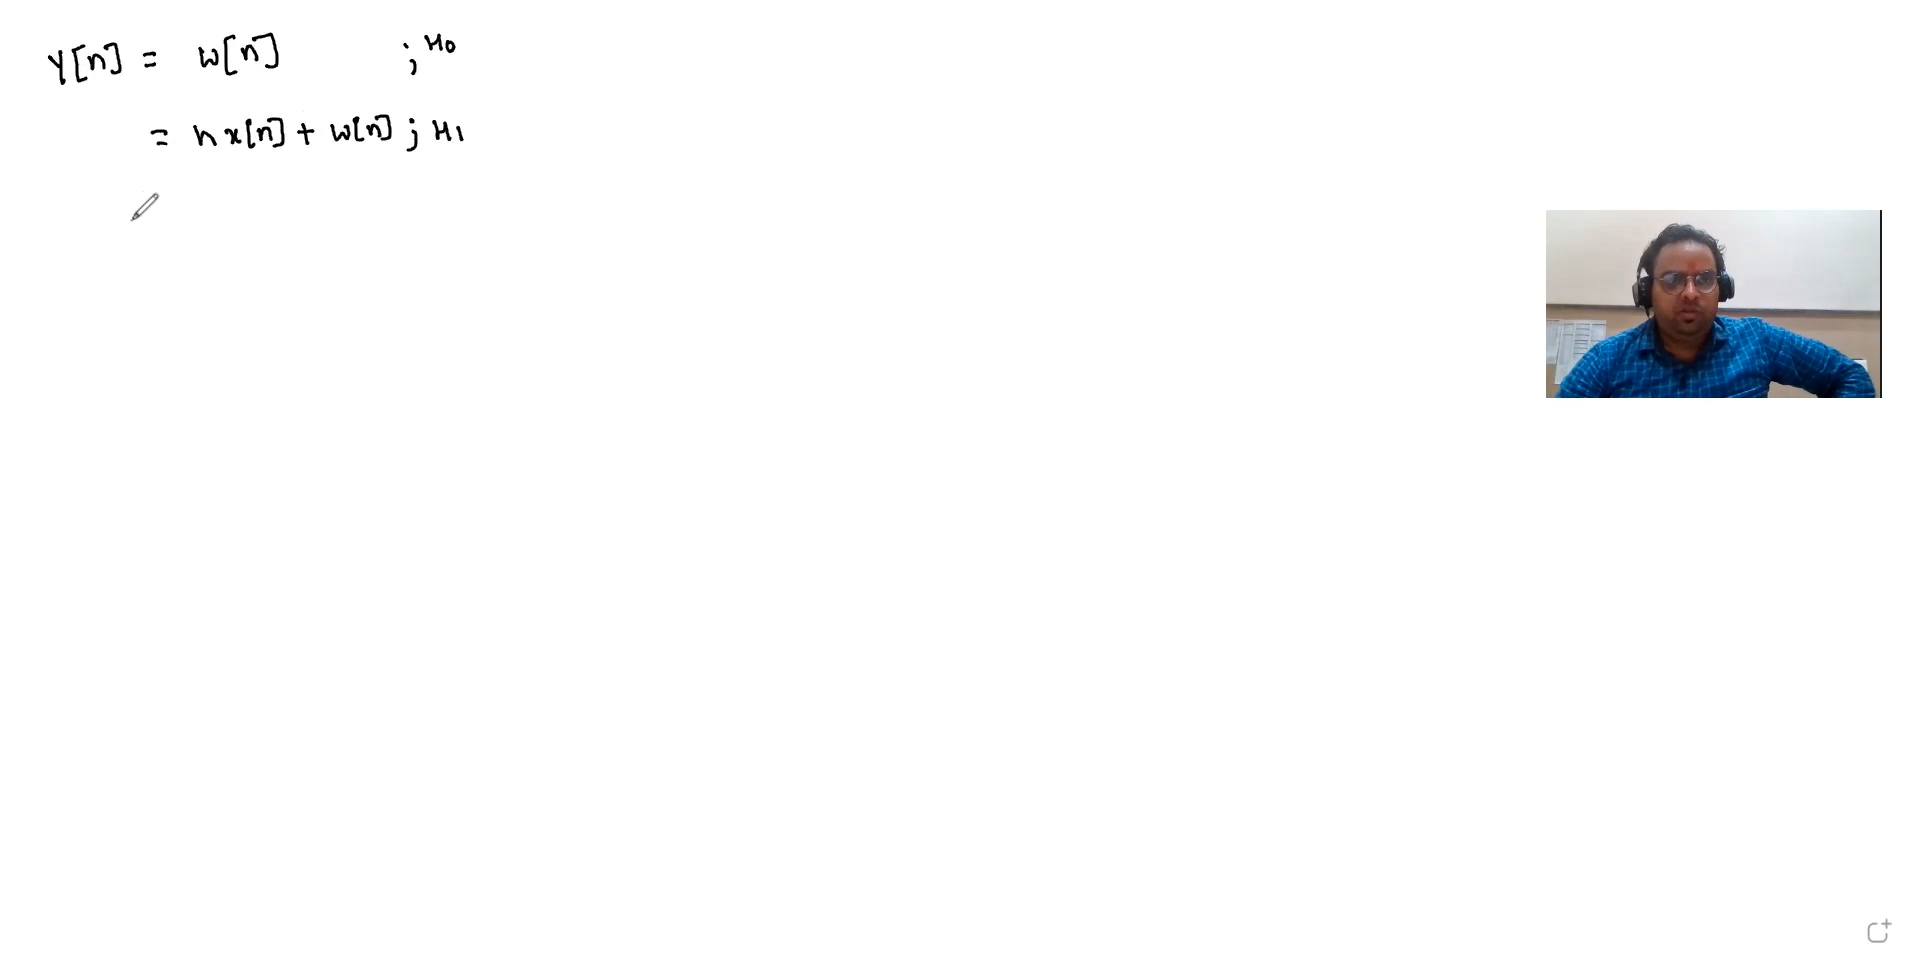 Y[n] = w[n] ; H0
= h x[n] + w[n] ; H1